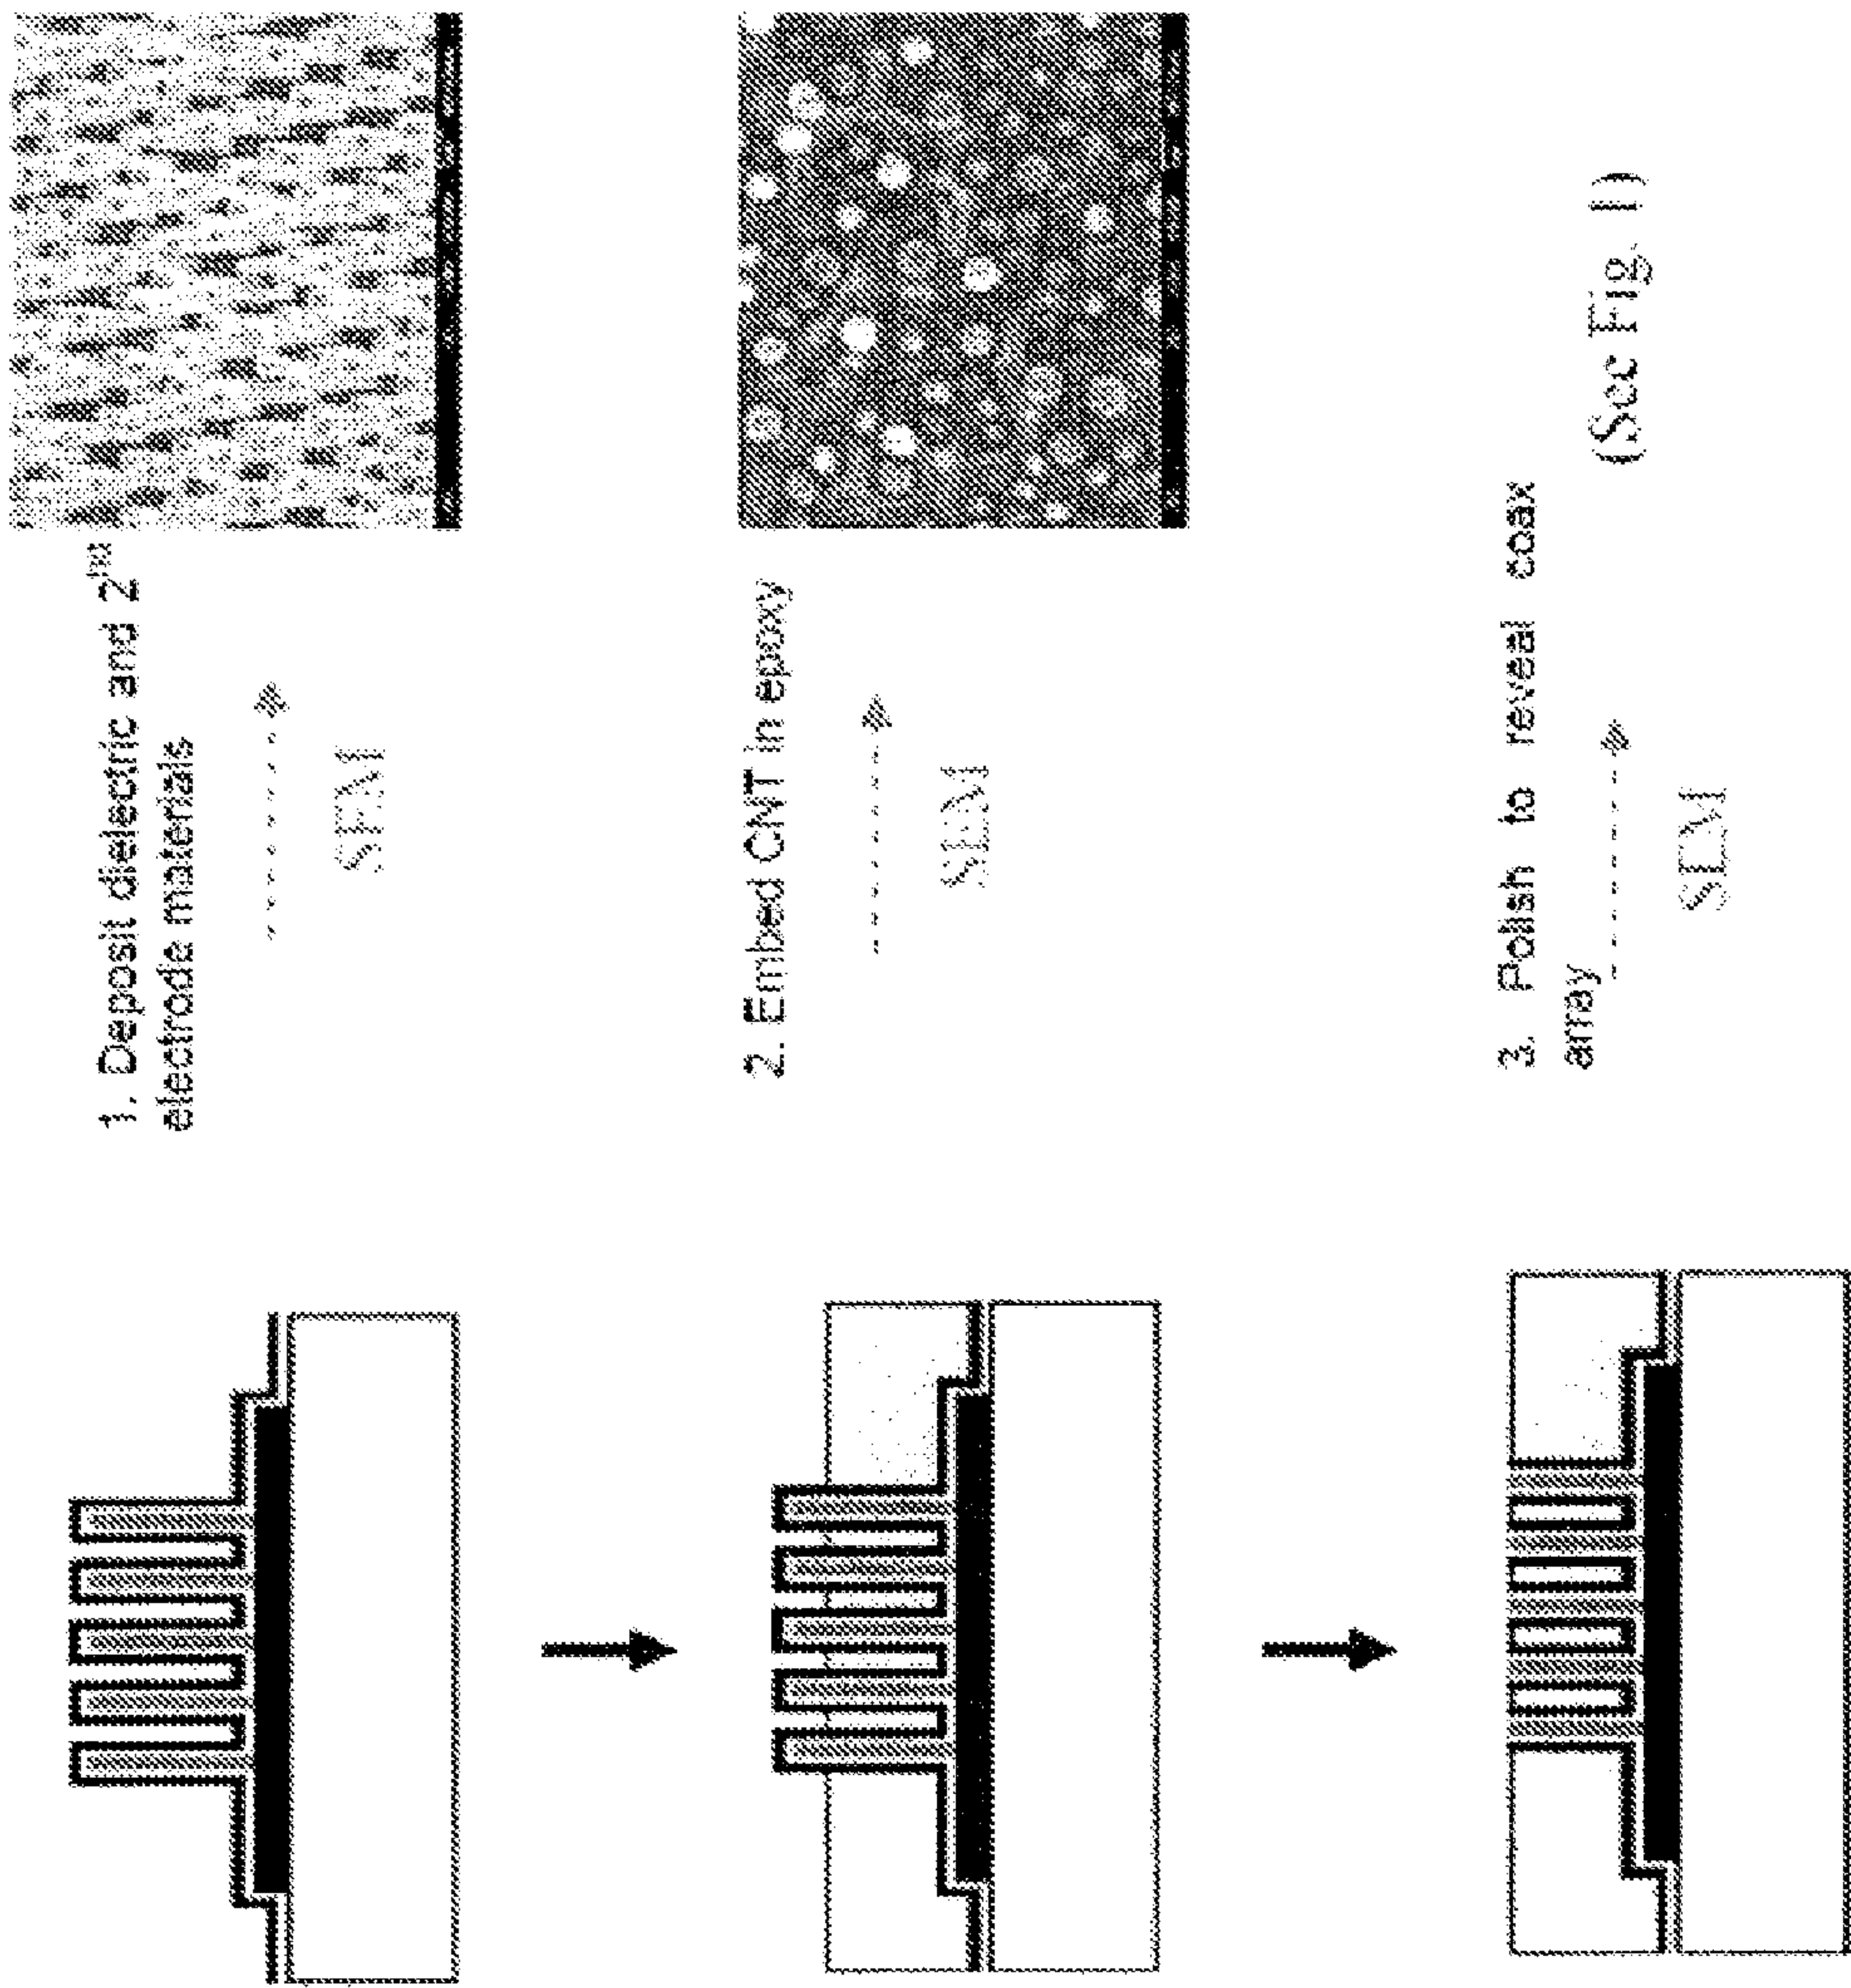 1. Deposit dielectric and 2nd
electrode materials
SEM
2. Embed CNT in epoxy
SEM
3. Polish to reveal coax
array
SEM
(See Fig. 1)